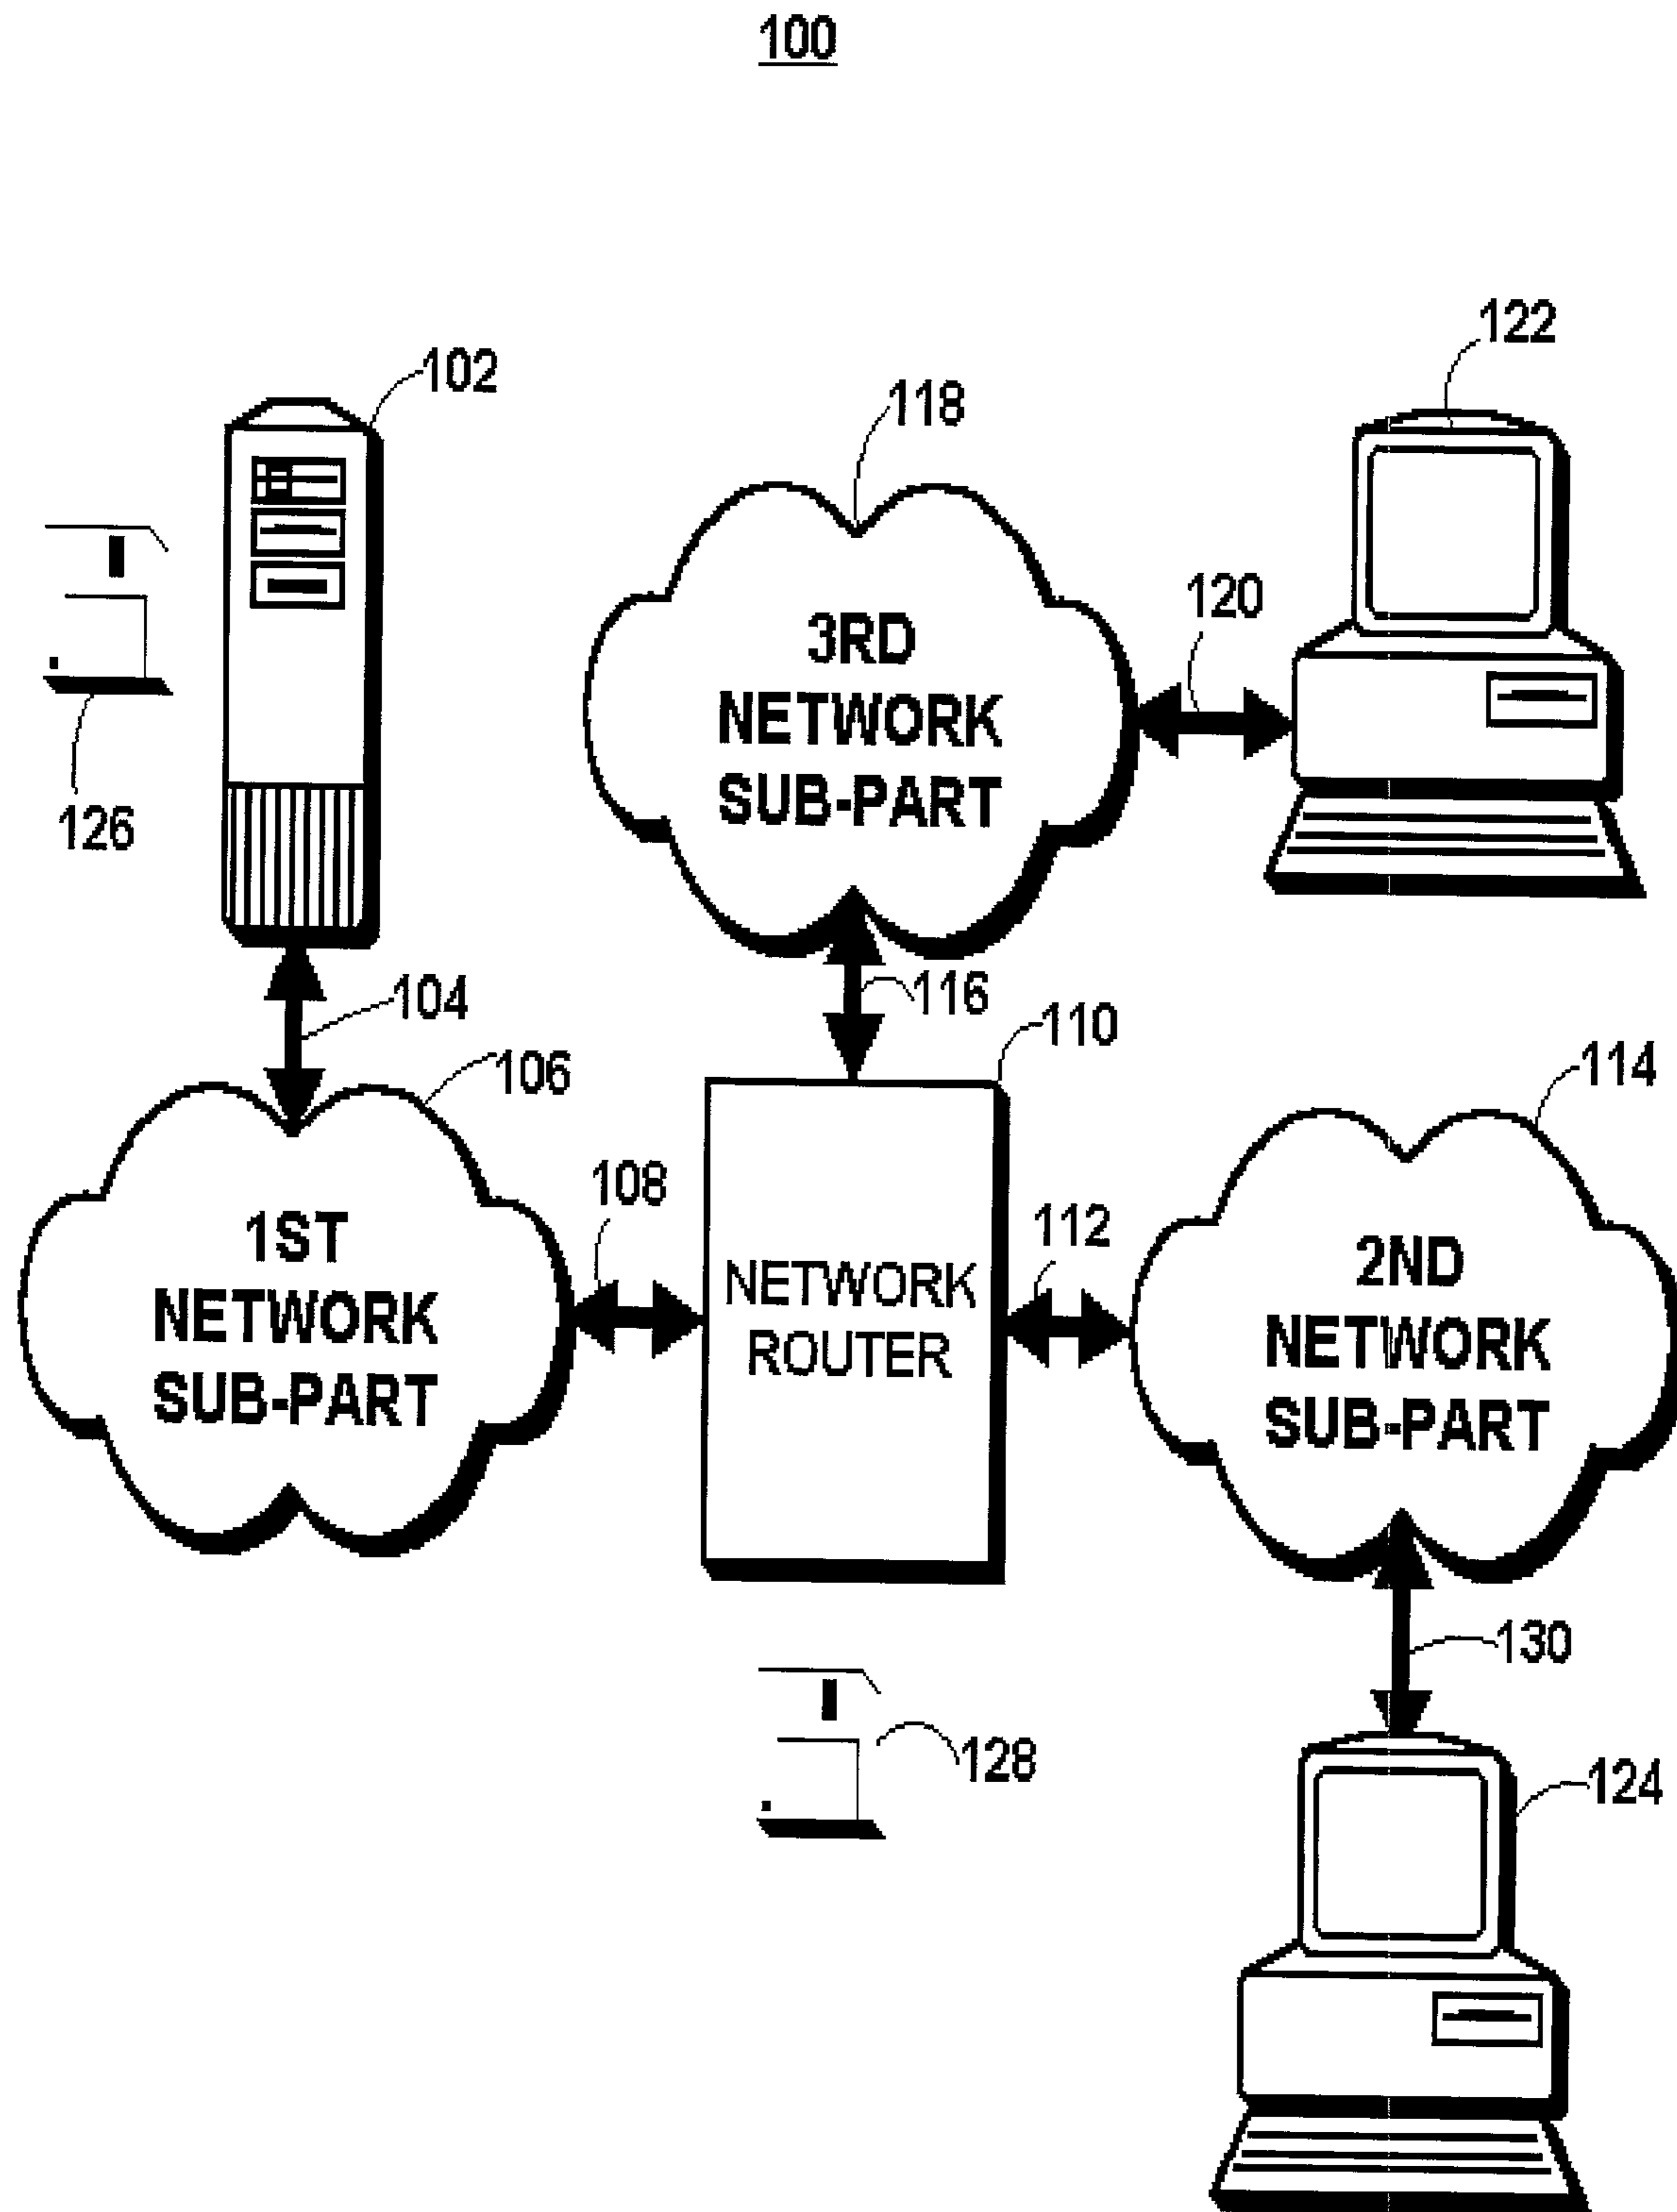 100
122
102
118
120
3RD
NETWORK
SUB-PART
126
104
116
110
106
114
108
112
1ST
NETWORK
SUB-PART
NETWORK
ROUTER
2ND
NETWORK
SUB-PART
130
128
124